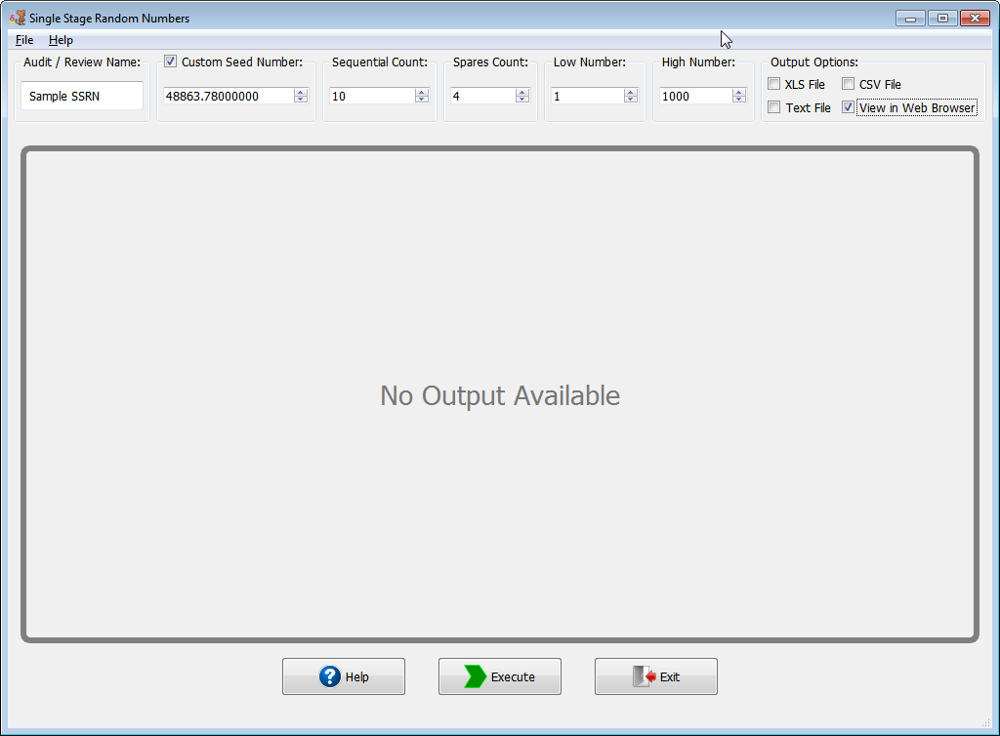 Single Stage Random Numbers
File Help
Audit / Review Name: Custom Seed Number: Sequential Count: Spares Count: Low Number: High Number: Output Options:
Sample SSRN 48863.78000000 10 4 1 1000 XLS File CSV File
Text File View in Web Browser
No Output Available
Help Execute Exit